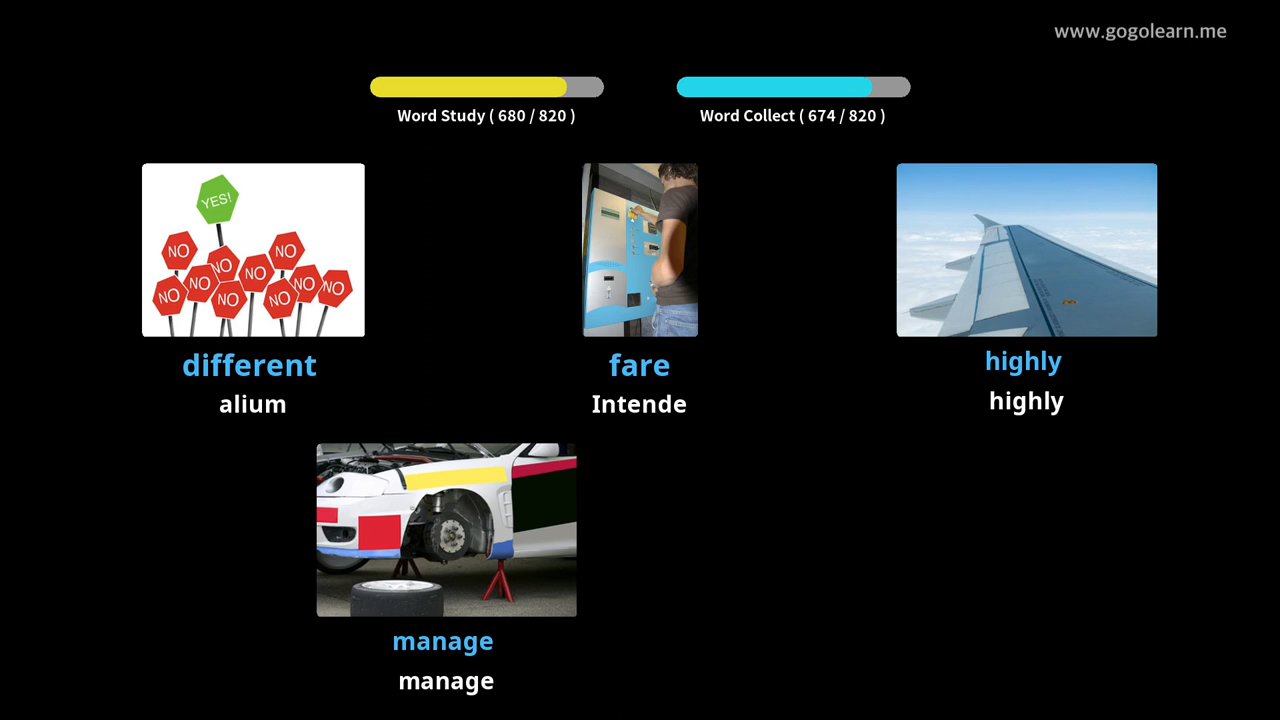 www.gogolearn.me
Word Study ( 680 / 820 )
Word Collect ( 674 / 820 )
YES!
NO
NO
NO
NO
NO
NO
NO
NO
NO
NO
different
alium
fare
Intende
highly
highly
manage
manage